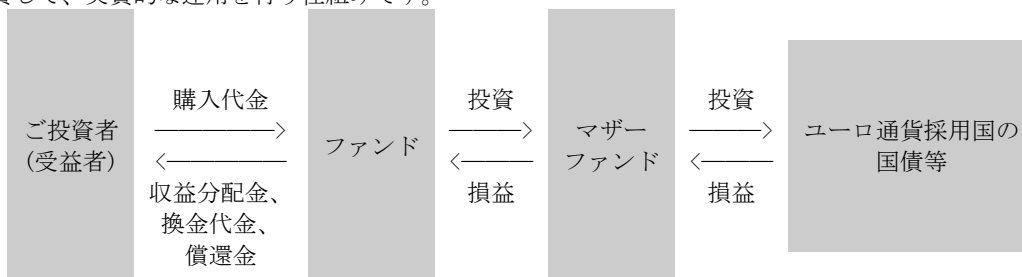 資して、実質的な運用を行う仕組みです。
ご投資者
(受益者)
購入代金
収益分配金、
換金代金、
償還金
ファンド
投資
損益
マザー
ファンド
投資
損益
ユーロ通貨採用国の
国債等